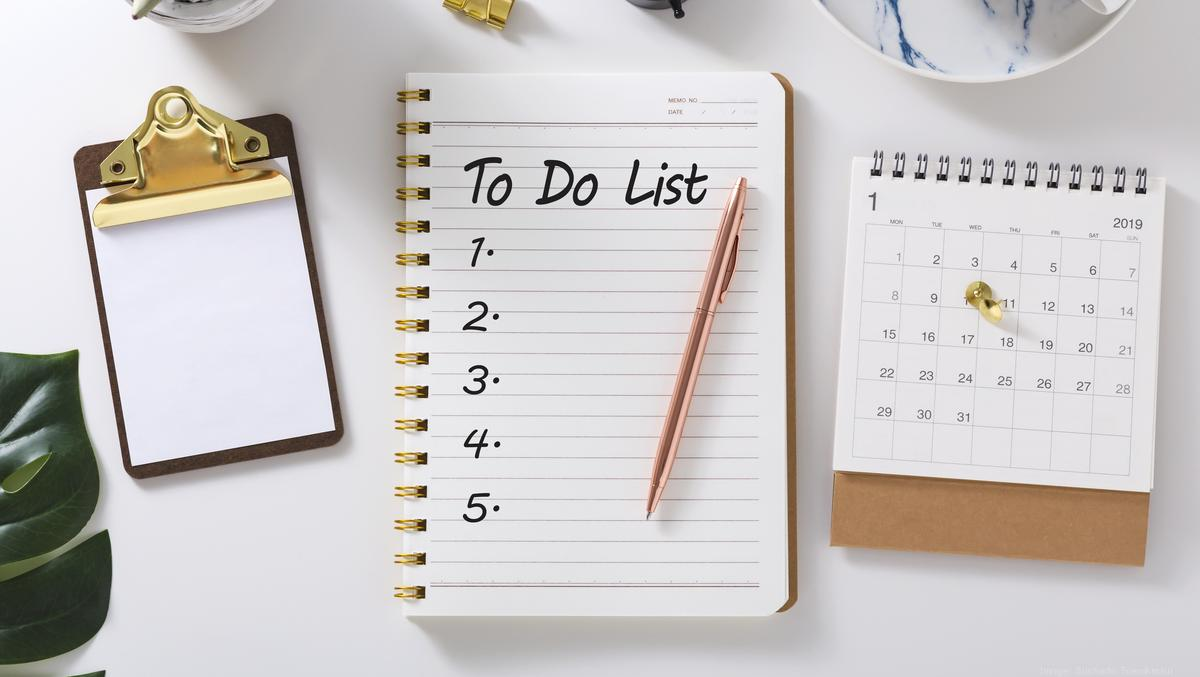 MEMO NO
DATE / /
To Do List
1.
2.
3.
4.
5.
1
2019
MON TUE WED THU FRI SAT SUN
1 2 3 4 5 6 7
8 9 11 12 13 14
15 16 17 18 19 20 21
22 23 24 25 26 27 28
29 30 31